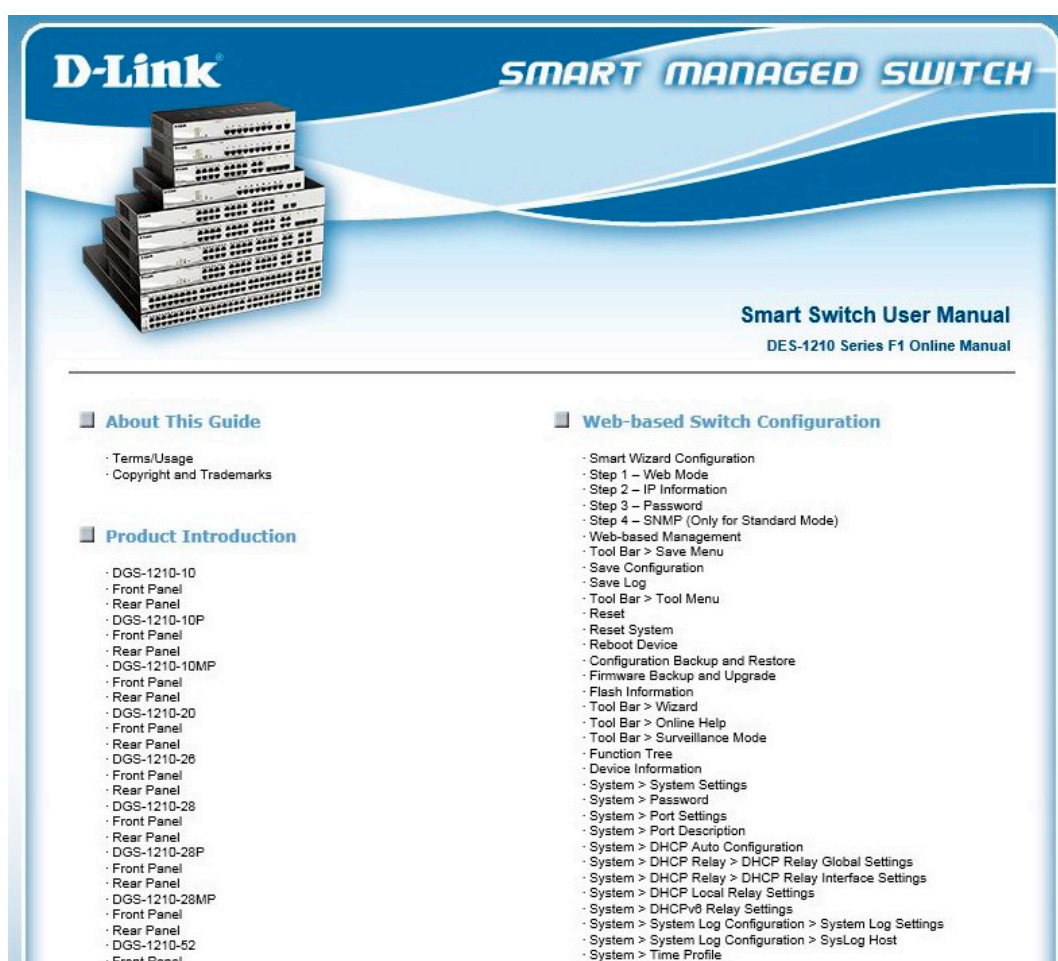 D-Link
SMART MANAGED SWITCH
Smart Switch User Manual
DES-1210 Series F1 Online Manual
About This Guide
· Terms/Usage
· Copyright and Trademarks
Product Introduction
· DGS-1210-10
· Front Panel
· Rear Panel
· DGS-1210-10P
· Front Panel
· Rear Panel
· DGS-1210-10MP
· Front Panel
· Rear Panel
· DGS-1210-20
· Front Panel
· Rear Panel
· DGS-1210-26
· Front Panel
· Rear Panel
· DGS-1210-28
· Front Panel
· Rear Panel
· DGS-1210-28P
· Front Panel
· Rear Panel
· DGS-1210-28MP
· Front Panel
· Rear Panel
· DGS-1210-52
· Front Panel
Web-based Switch Configuration
· Smart Wizard Configuration
· Step 1 – Web Mode
· Step 2 – IP Information
· Step 3 – Password
· Step 4 – SNMP (Only for Standard Mode)
· Web-based Management
· Tool Bar > Save Menu
· Save Configuration
· Save Log
· Tool Bar > Tool Menu
· Reset
· Reset System
· Reboot Device
· Configuration Backup and Restore
· Firmware Backup and Upgrade
· Flash Information
· Tool Bar > Wizard
· Tool Bar > Online Help
· Tool Bar > Surveillance Mode
· Function Tree
· Device Information
· System > System Settings
· System > Password
· System > Port Settings
· System > Port Description
· System > DHCP Auto Configuration
· System > DHCP Relay > DHCP Relay Global Settings
· System > DHCP Relay > DHCP Relay Interface Settings
· System > DHCP Local Relay Settings
· System > DHCPv6 Relay Settings
· System > System Log Configuration > System Log Settings
· System > System Log Configuration > SysLog Host
· System > Time Profile